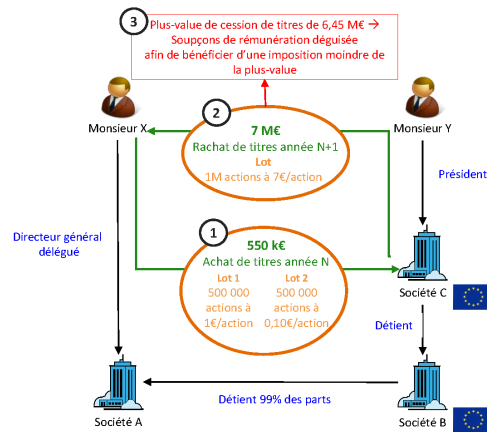 3
Plus-value de cession de titres de 6,45 M€ →
Soupçons de rémunération déguisée
afin de bénéficier d'une imposition moindre de
la plus-value
Monsieur X
Monsieur Y
2
7 M€
Rachat de titres année N+1
Lot
1M actions à 7€/action
Président
Directeur général
délégué
1
550 k€
Achat de titres année N
Lot 1
500 000
actions à
1€/action
Lot 2
500 000
actions à
0,10€/action
Société C
Détient
Détient 99% des parts
Société A
Société B